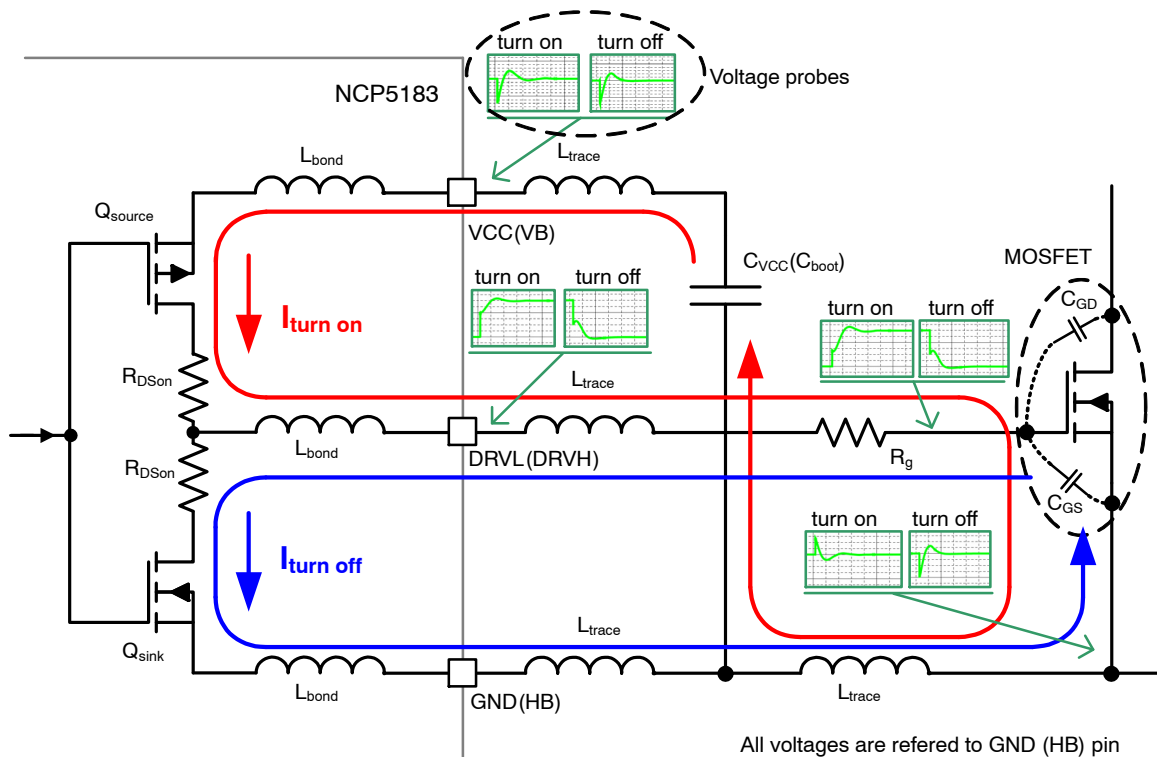 turn on turn off
Voltage probes
NCP5183
Lbond
Ltrace
Qsource
VCC(VB)
CVCC(Cboot)
MOSFET
turn on turn off
turn on turn off
CGD
Iturn on
RDSon
Ltrace
Lbond
DRVL(DRVH)
Rg
RDSon
CGS
turn on turn off
Iturn off
Ltrace
Qsink
Lbond
GND(HB)
Ltrace
All voltages are refered to GND (HB) pin